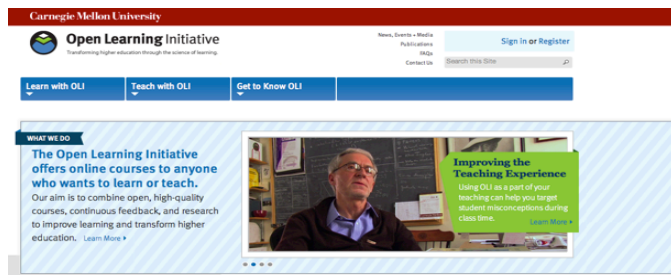 Carnegie Mellon University
Open Learning Initiative
Transforming higher education through the science of learning.
News, Events + Media
Publications
FAQs
Contact Us
Sign in or Register
Search this Site
Learn with OLI
Teach with OLI
Get to Know OLI
WHAT WE DO
The Open Learning Initiative
offers online courses to anyone
who wants to learn or teach.
Our aim is to combine open, high-quality
courses, continuous feedback, and research
to improve learning and transform higher
education. Learn More
Improving the
Teaching Experience
Using OLI as a part of your
teaching can help you target
student misconceptions during
class time.
Learn More